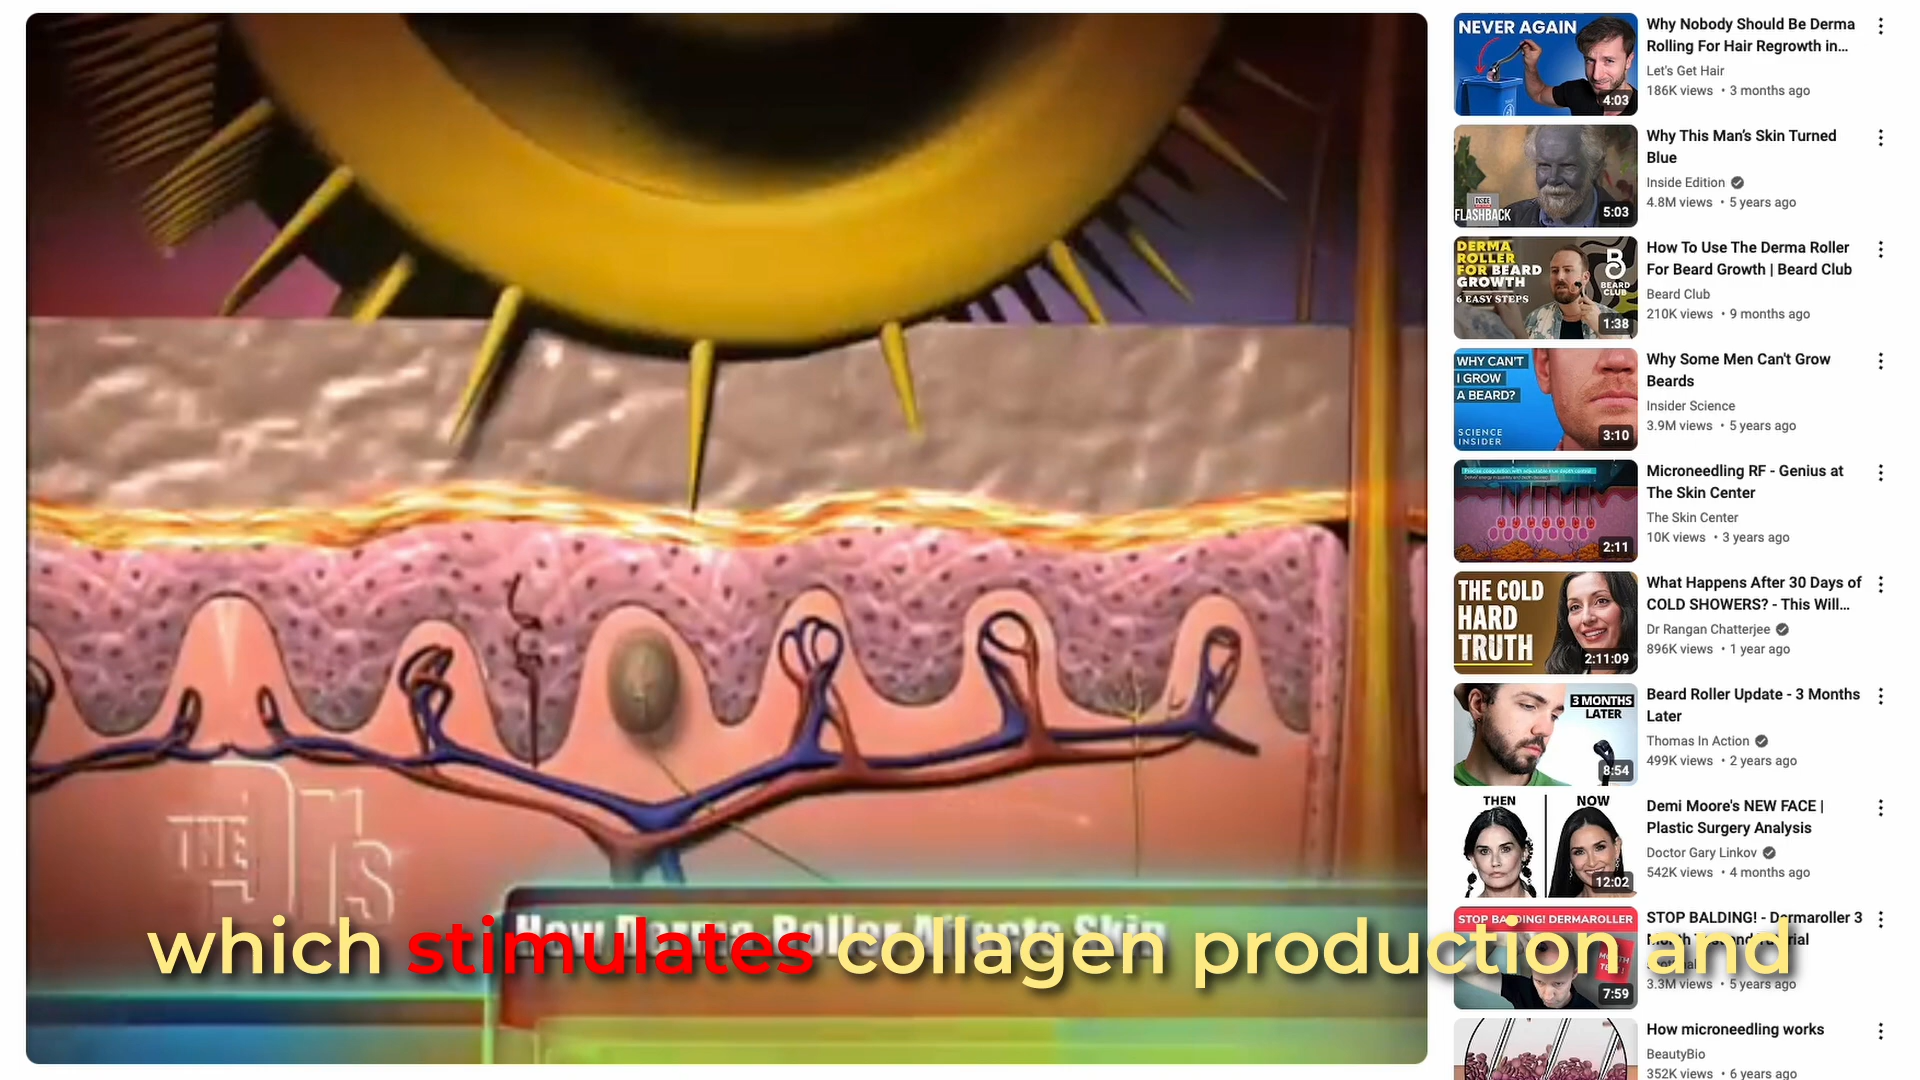 THE
DR'S
How Derma Roller Affects Skin
which stimulates collagen production and
NEVER AGAIN
4:03
Why Nobody Should Be Derma
Rolling For Hair Regrowth in...
Let's Get Hair
186K views • 3 months ago
INSIDE
FLASHBACK
5:03
Why This Man's Skin Turned
Blue
Inside Edition
4.8M views • 5 years ago
DERMA
ROLLER
FOR BEARD
GROWTH
6 EASY STEPS
B
BEARD
CLUB
1:38
How To Use The Derma Roller
For Beard Growth | Beard Club
Beard Club
210K views • 9 months ago
WHY CAN'T
I GROW
A BEARD?
SCIENCE
INSIDER
3:10
Why Some Men Can't Grow
Beards
Insider Science
3.9M views • 5 years ago
2:11
Microneedling RF - Genius at
The Skin Center
The Skin Center
10K views • 3 years ago
THE COLD
HARD
TRUTH
2:11:09
What Happens After 30 Days of
COLD SHOWERS? - This Will...
Dr Rangan Chatterjee
896K views • 1 year ago
3 MONTHS
LATER
8:54
Beard Roller Update - 3 Months
Later
Thomas In Action
499K views • 2 years ago
THEN
NOW
12:02
Demi Moore's NEW FACE |
Plastic Surgery Analysis
Doctor Gary Linkov
542K views • 4 months ago
STOP BALDING! DERMAROLLER
7:59
STOP BALDING! - Dermaroller 3
3.3M views • 5 years ago
How microneedling works
BeautyBio
352K views • 6 years ago